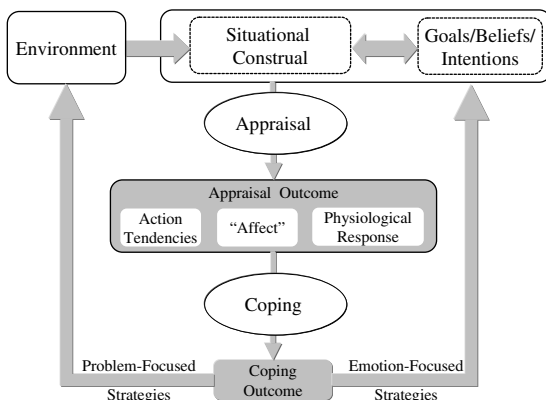 Environment
Situational
Construal
Goals/Beliefs/
Intentions
Appraisal
Appraisal Outcome
Action
Tendencies
“Affect”
Physiological
Response
Coping
Problem-Focused
Strategies
Coping
Outcome
Emotion-Focused
Strategies